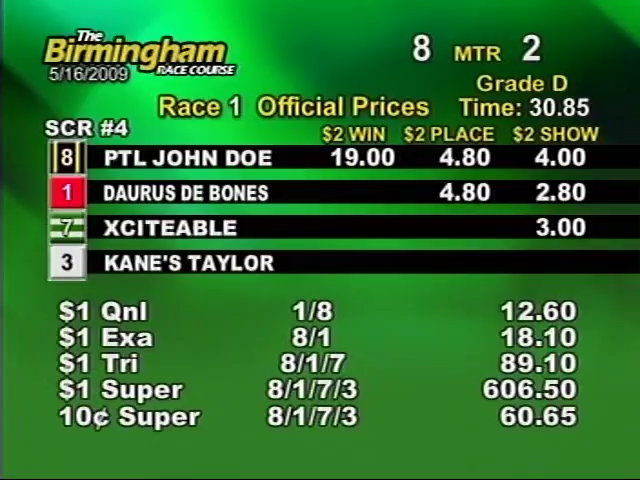 The
Birmingham
RACE COURSE
5/16/2009
8 MTR 2
Grade D
Race 1 Official Prices Time: 30.85
SCR #4 $2 WIN $2 PLACE $2 SHOW
8 PTL JOHN DOE 19.00 4.80 4.00
1 DAURUS DE BONES 4.80 2.80
7 XCITEABLE 3.00
3 KANE'S TAYLOR
$1 Qnl 1/8 12.60
$1 Exa 8/1 18.10
$1 Tri 8/1/7 89.10
$1 Super 8/1/7/3 606.50
10¢ Super 8/1/7/3 60.65